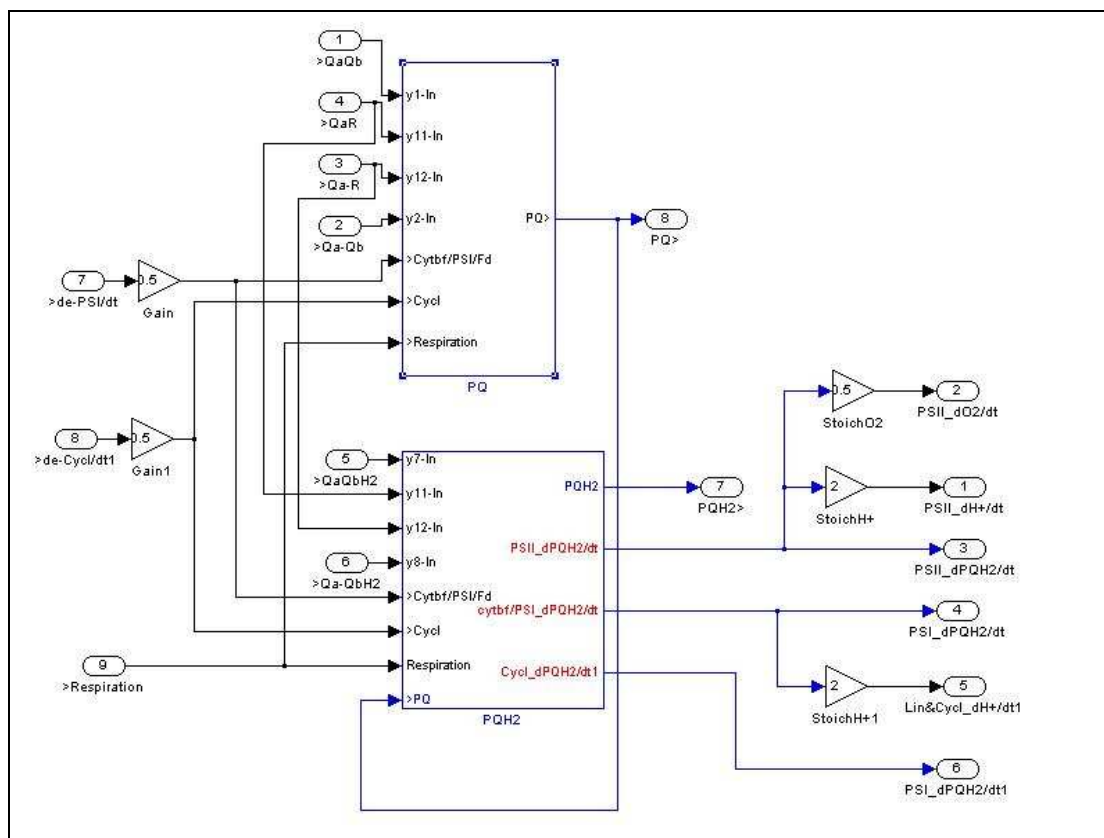 1
>QaQb
4
>QaR
3
>Qa-R
2
>Qa-Qb
7
>de-PSI/dt
0.5
Gain
8
>de-Cycl/dt1
0.5
Gain1
9
>Respiration
y1-In
y11-In
y12-In
y2-In
>Cytbf/PSI/Fd
>Cycl
>Respiration
PQ>
PQ
8
PQ>
5
>QaQbH2
6
>Qa-QbH2
y7-In
y11-In
y12-In
y8-In
>Cytbf/PSI/Fd
>Cycl
Respiration
>PQ
PQH2
PSII_dPQH2/dt
cytbf/PSI_dPQH2/dt
Cycl_dPQH2/dt1
PQH2
7
PQH2>
0.5
StoichO2
2
PSII_dO2/dt
2
StoichH+
1
PSII_dH+/dt
3
PSII_dPQH2/dt
4
PSI_dPQH2/dt
2
StoichH+1
5
Lin&Cycl_dH+/dt1
6
PSI_dPQH2/dt1